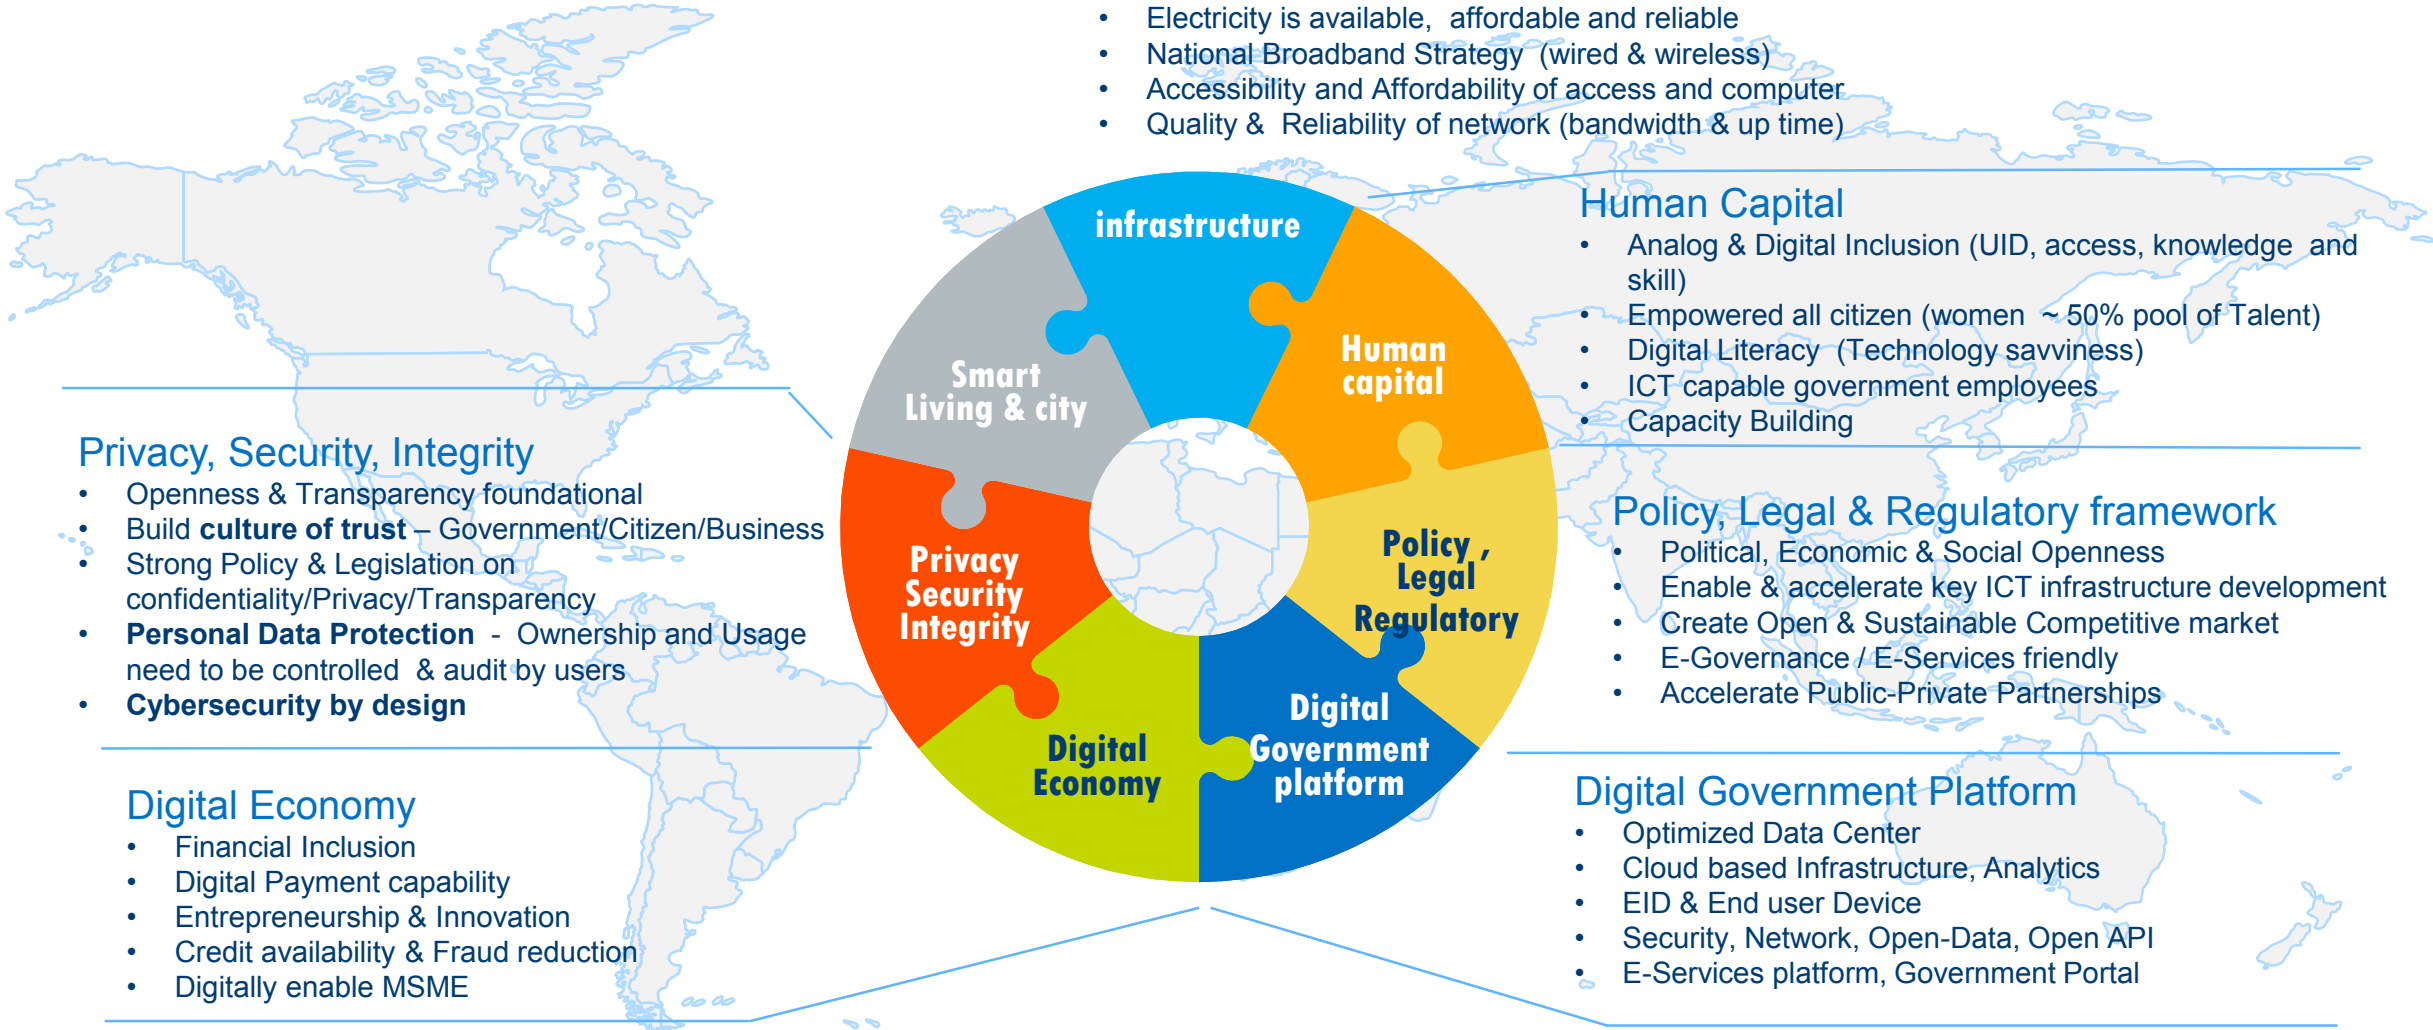 • Electricity is available, affordable and reliable
• National Broadband Strategy (wired & wireless)
• Accessibility and Affordability of access and computer
• Quality & Reliability of network (bandwidth & up time)
infrastructure
Human
capital
Policy ,
Legal
Regulatory
Digital
Government
platform
Digital
Economy
Privacy
Security
Integrity
Smart
Living & city
Human Capital
• Analog & Digital Inclusion (UID, access, knowledge and
skill)
• Empowered all citizen (women ~ 50% pool of Talent)
• Digital Literacy (Technology savviness)
• ICT capable government employees
• Capacity Building
Policy, Legal & Regulatory framework
• Political, Economic & Social Openness
• Enable & accelerate key ICT infrastructure development
• Create Open & Sustainable Competitive market
• E-Governance / E-Services friendly
• Accelerate Public-Private Partnerships
Digital Government Platform
• Optimized Data Center
• Cloud based Infrastructure, Analytics
• EID & End user Device
• Security, Network, Open-Data, Open API
• E-Services platform, Government Portal
Privacy, Security, Integrity
• Openness & Transparency foundational
• Build culture of trust – Government/Citizen/Business
• Strong Policy & Legislation on
confidentiality/Privacy/Transparency
• Personal Data Protection - Ownership and Usage
need to be controlled & audit by users
• Cybersecurity by design
Digital Economy
• Financial Inclusion
• Digital Payment capability
• Entrepreneurship & Innovation
• Credit availability & Fraud reduction
• Digitally enable MSME